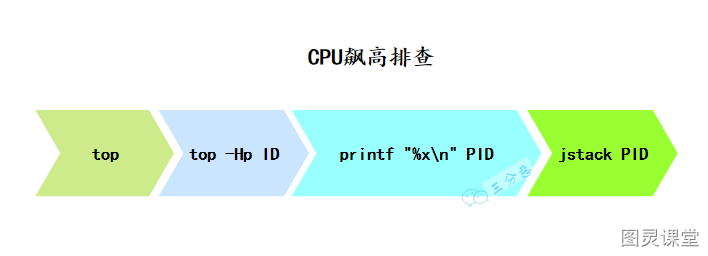 CPU飙高排查
top
top -Hp ID
printf "%x\n" PID
jstack PID
三分恶
图灵课堂